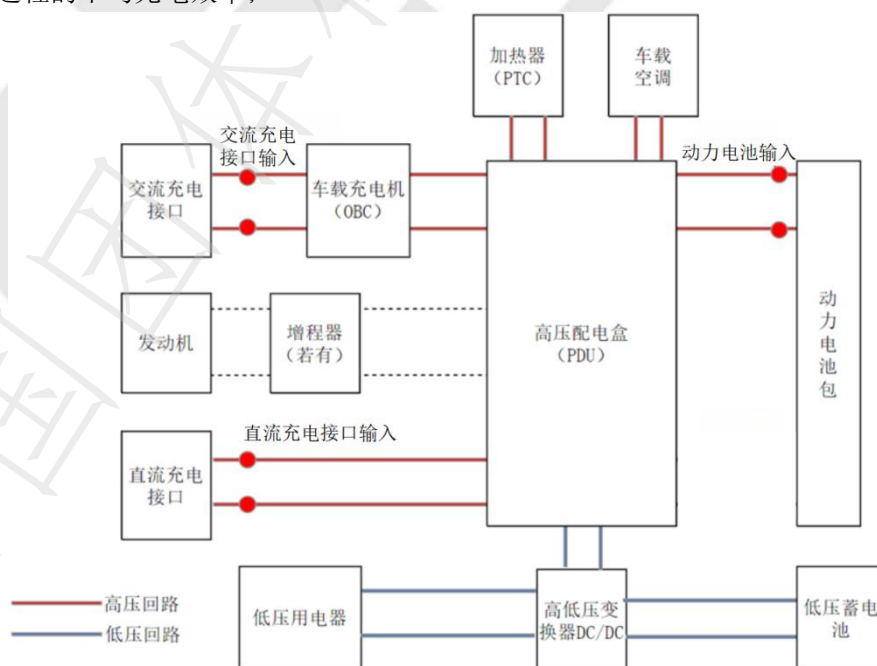 加热器
(PTC)
车载
空调
交流充电
接口输入
动力电池输入
交流充电
接口
车载充电机
(OBC)
发动机
增程器
(若有)
高压配电盒
(PDU)
动
力
电
池
包
直流充电接口输入
直流充电
接口
高压回路
低压回路
低压用电器
高低压变
换器DC/DC
低压蓄电
池